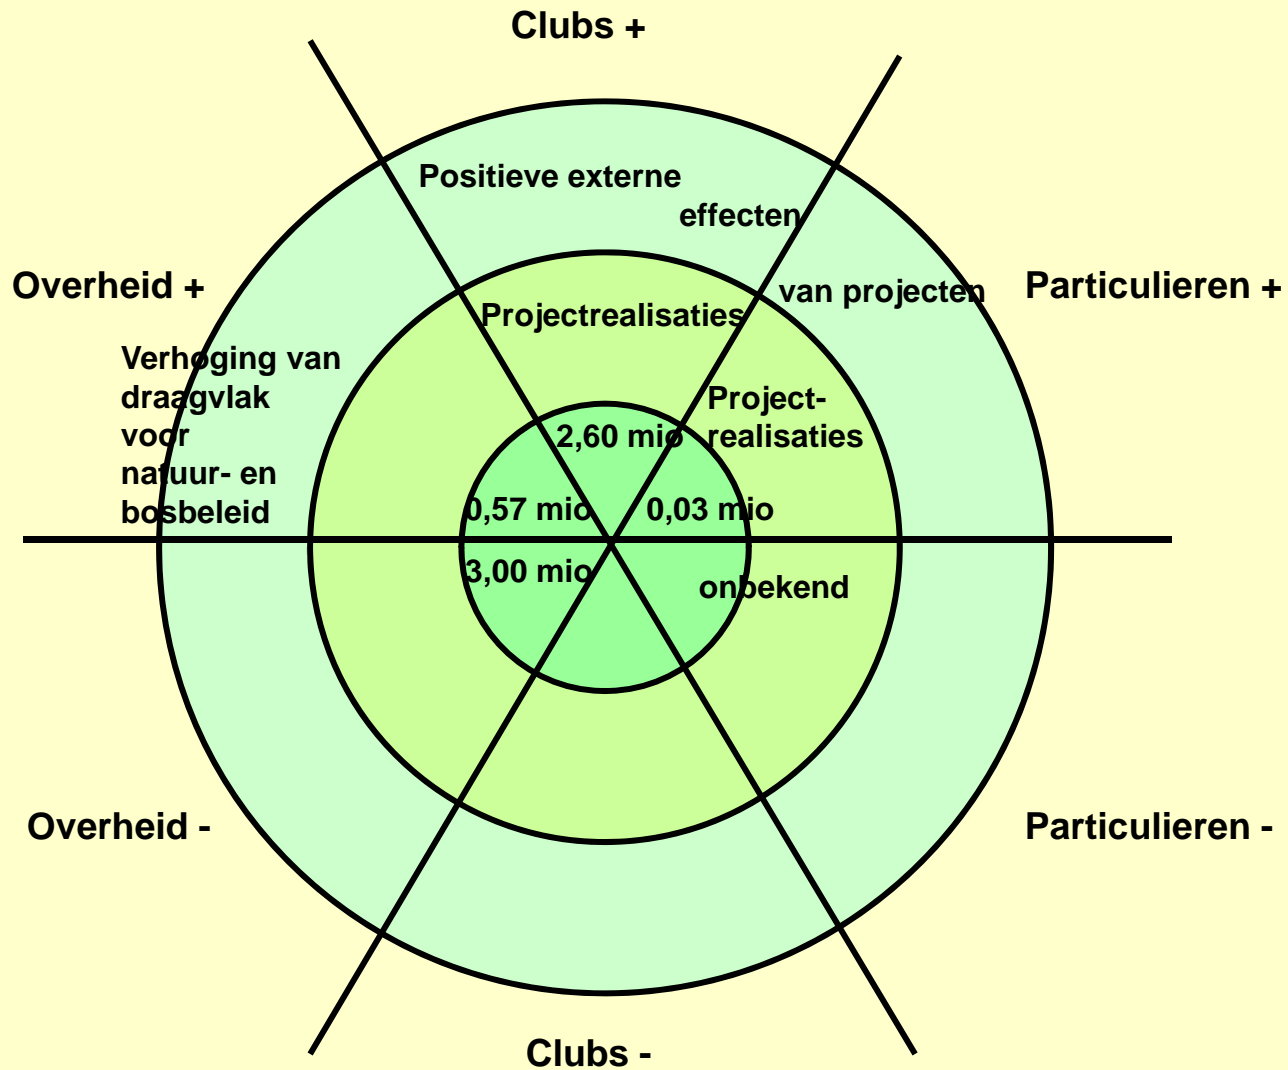 Clubs +
Positieve externe
effecten
van projecten
Overheid +
Particulieren +
Projectrealisaties
Verhoging van
draagvlak
voor
natuur- en
bosbeleid
Project-
realisaties
2,60 mio
0,57 mio
0,03 mio
3,00 mio
onbekend
Overheid -
Particulieren -
Clubs -